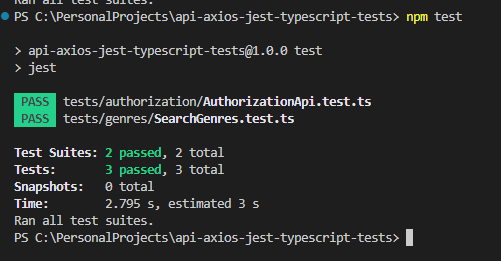 Ran all test suites.
PS C:\PersonalProjects\api-axios-jest-typescript-tests> npm test
> api-axios-jest-typescript-tests@1.0.0 test
> jest
PASS tests/authorization/AuthorizationApi.test.ts
PASS tests/genres/SearchGenres.test.ts
Test Suites: 2 passed, 2 total
Tests: 3 passed, 3 total
Snapshots: 0 total
Time: 2.795 s, estimated 3 s
Ran all test suites.
PS C:\PersonalProjects\api-axios-jest-typescript-tests>